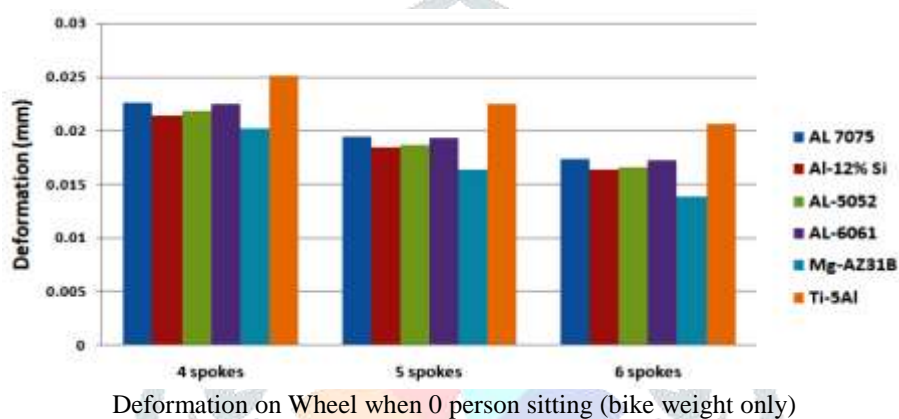 0.03
0.025
0.02
0.015
0.01
0.005
0
Deformation (mm)
4 spokes
5 spokes
6 spokes
AL 7075
Al-12% Si
AL-5052
AL-6061
Mg-AZ31B
Ti-5Al
Deformation on Wheel when 0 person sitting (bike weight only)